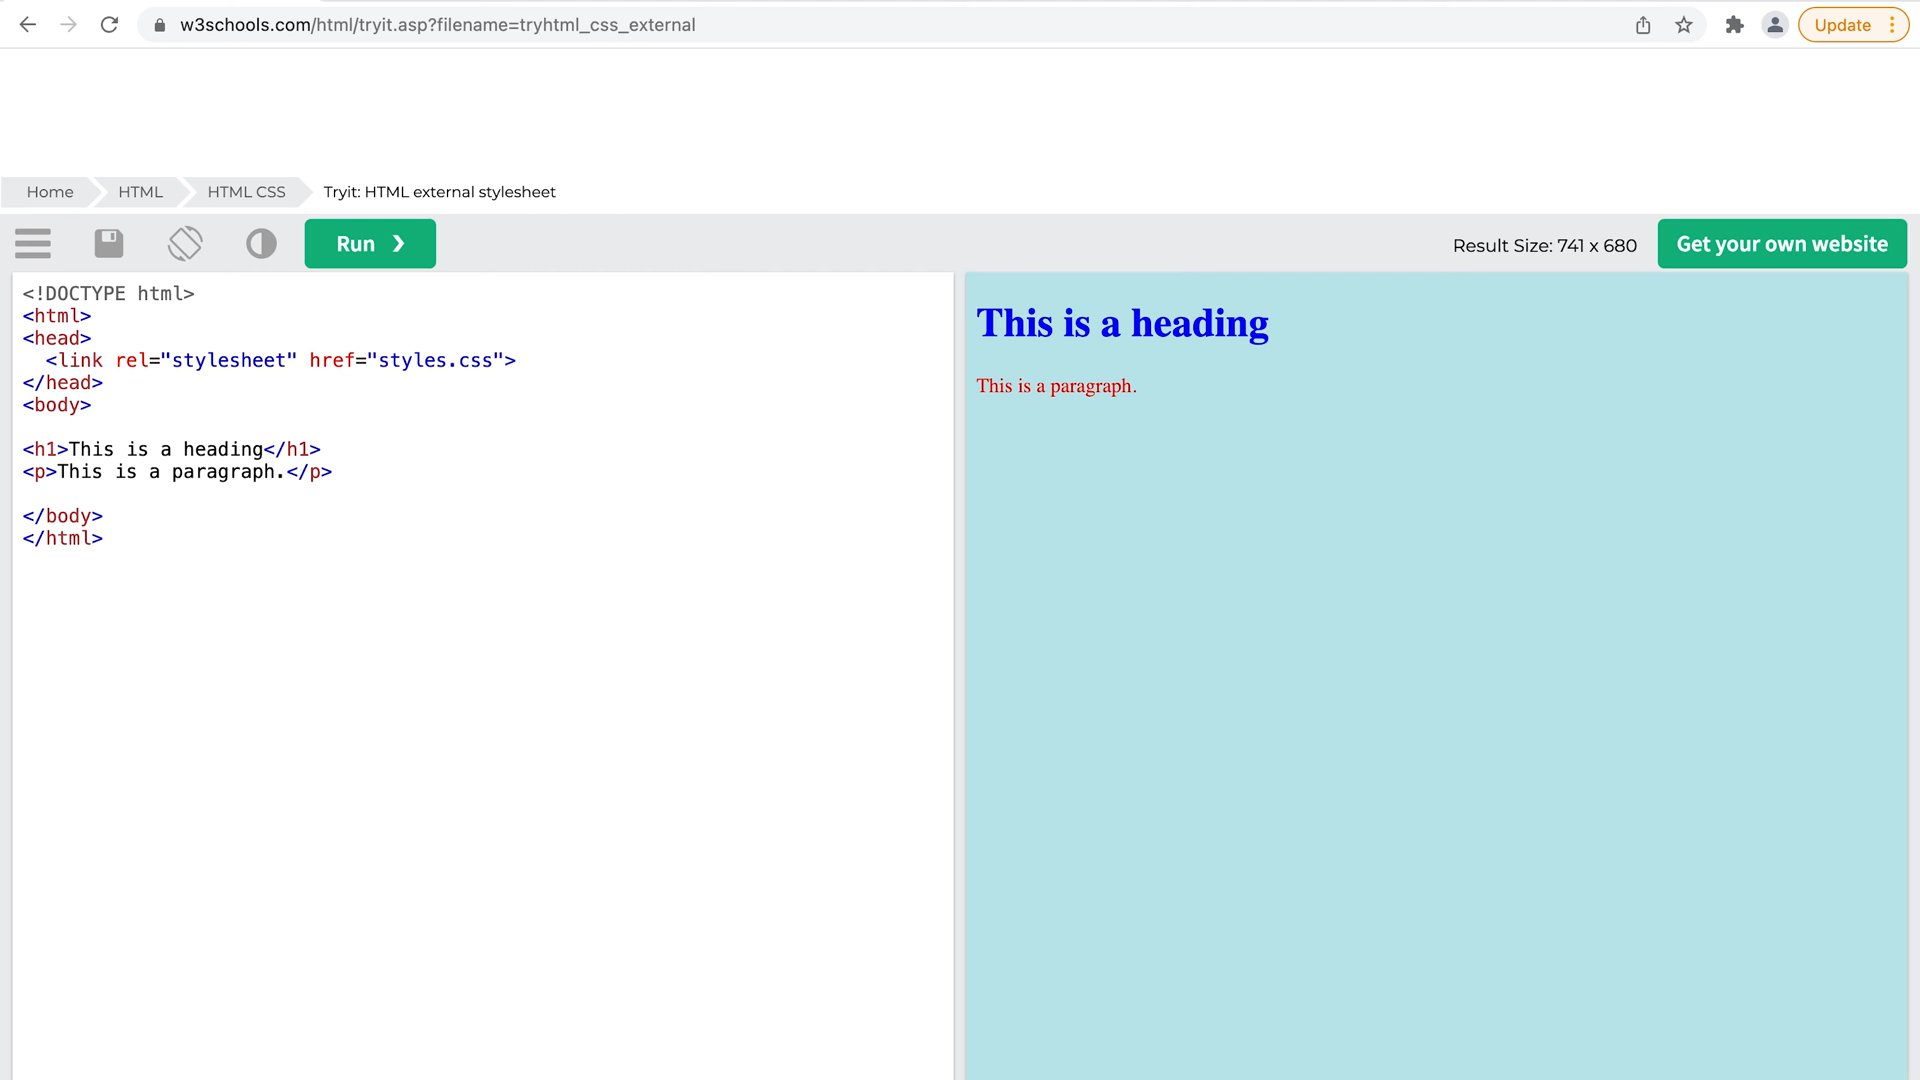 w3schools.com/html/tryit.asp?filename=tryhtml_css_external
Update
Home HTML HTML CSS Tryit: HTML external stylesheet
Run ❯
Result Size: 741 x 680
Get your own website
<!DOCTYPE html>
<html>
<head>
  <link rel="stylesheet" href="styles.css">
</head>
<body>

<h1>This is a heading</h1>
<p>This is a paragraph.</p>

</body>
</html>
This is a heading
This is a paragraph.